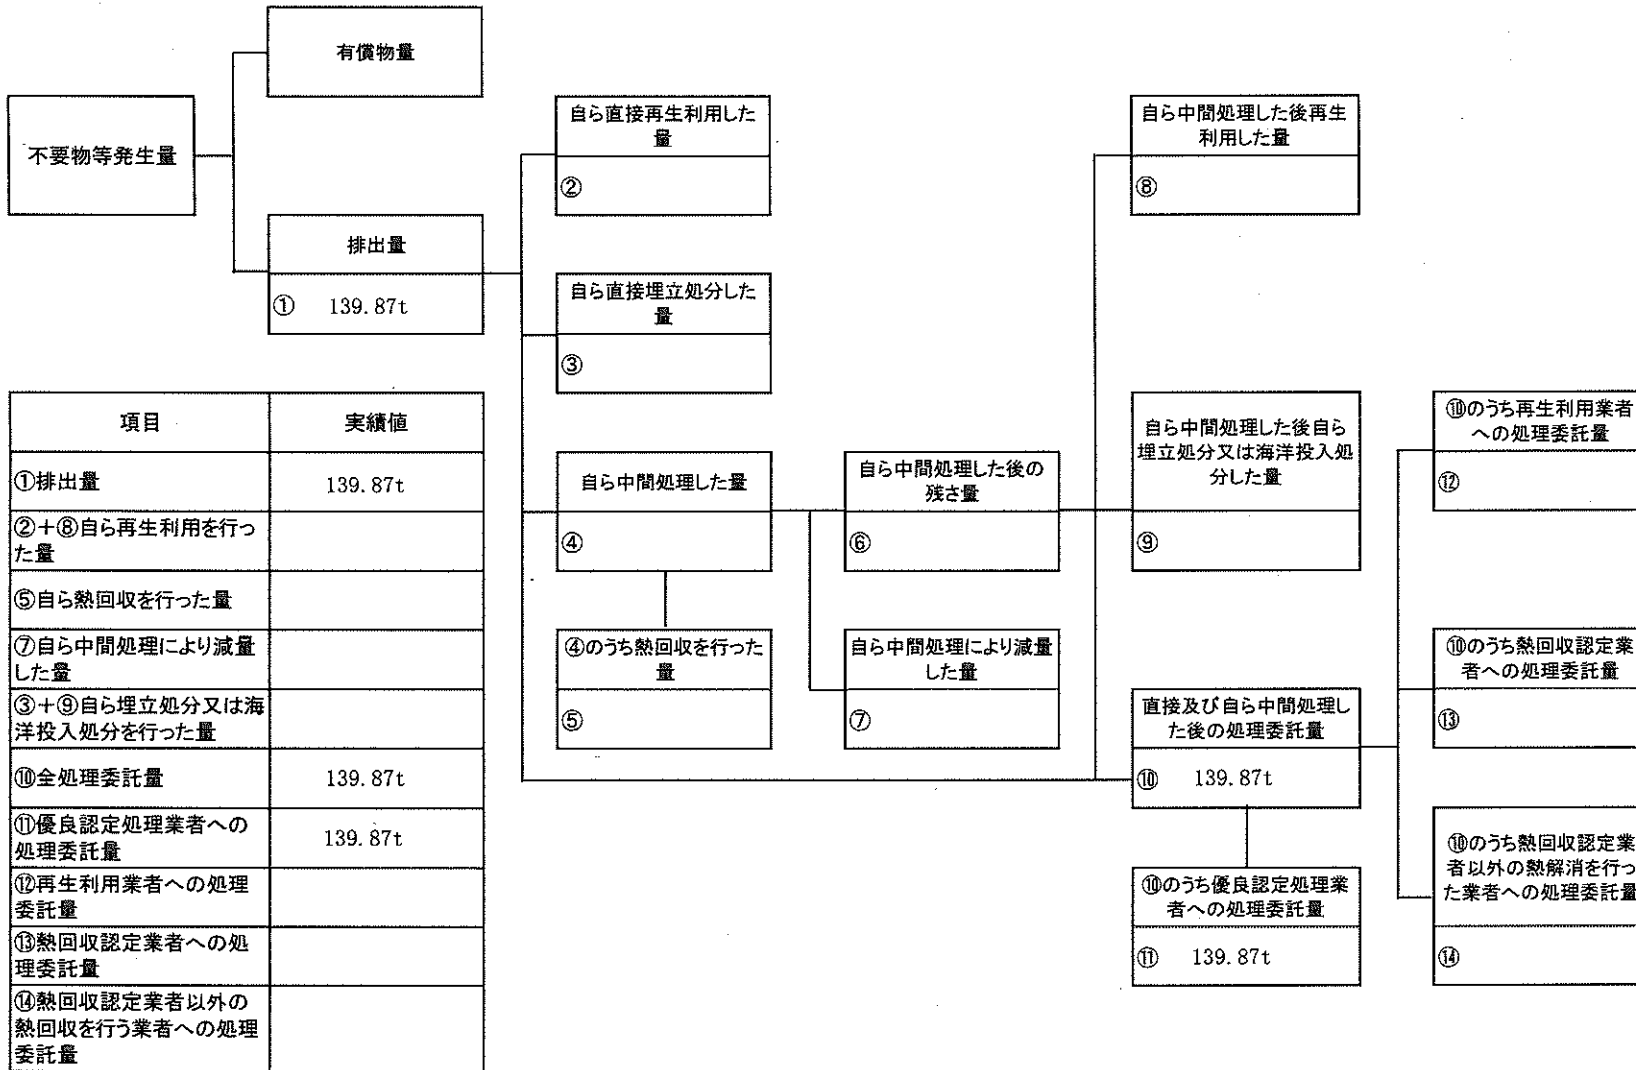 有償物量
不要物等発生量
排出量
① 139.87t
自ら直接再生利用した
量
②
自ら直接埋立処分した
量
③
自ら中間処理した量
④
④のうち熱回収を行った
量
⑤
自ら中間処理した後の
残さ量
⑥
自ら中間処理により減量
した量
⑦
自ら中間処理した後再生
利用した量
⑧
自ら中間処理した後自ら
埋立処分又は海洋投入処
分した量
⑨
直接及び自ら中間処理し
た後の処理委託量
⑩ 139.87t
⑩のうち優良認定処理業
者への処理委託量
⑪ 139.87t
⑩のうち再生利用業者
への処理委託量
⑫
⑩のうち熱回収認定業
者への処理委託量
⑬
⑩のうち熱回収認定業
者以外の熱解消を行っ
た業者への処理委託量
⑭
項目 実績値
①排出量 139.87t
②＋⑧自ら再生利用を行っ
た量
⑤自ら熱回収を行った量
⑦自ら中間処理により減量
した量
③＋⑨自ら埋立処分又は海
洋投入処分を行った量
⑩全処理委託量 139.87t
⑪優良認定処理業者への
処理委託量 139.87t
⑫再生利用業者への処理
委託量
⑬熱回収認定業者への処
理委託量
⑭熱回収認定業者以外の
熱回収を行う業者への処理
委託量